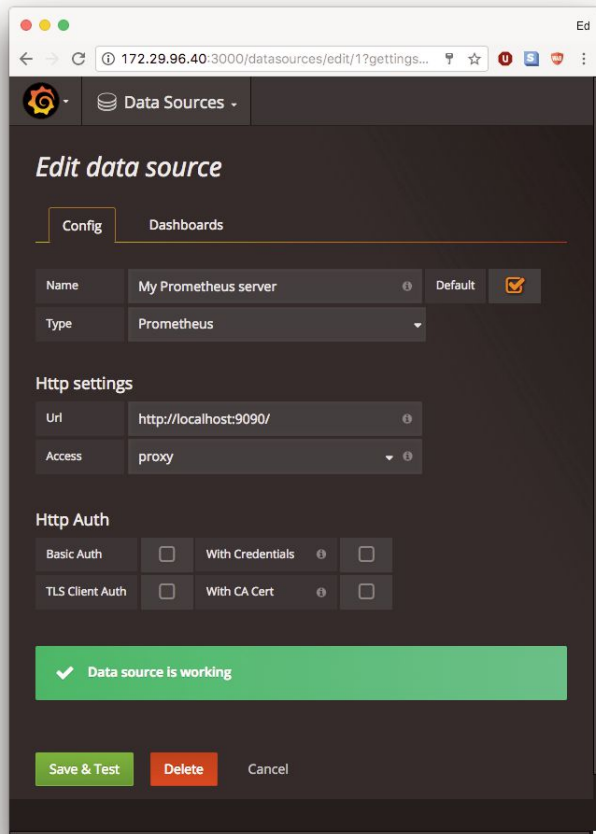 Ed
172.29.96.40:3000/datasources/edit/1?gettings...
Data Sources
Edit data source
Config Dashboards
Name My Prometheus server Default
Type Prometheus
Http settings
Url http://localhost:9090/
Access proxy
Http Auth
Basic Auth With Credentials
TLS Client Auth With CA Cert
Data source is working
Save & Test Delete Cancel